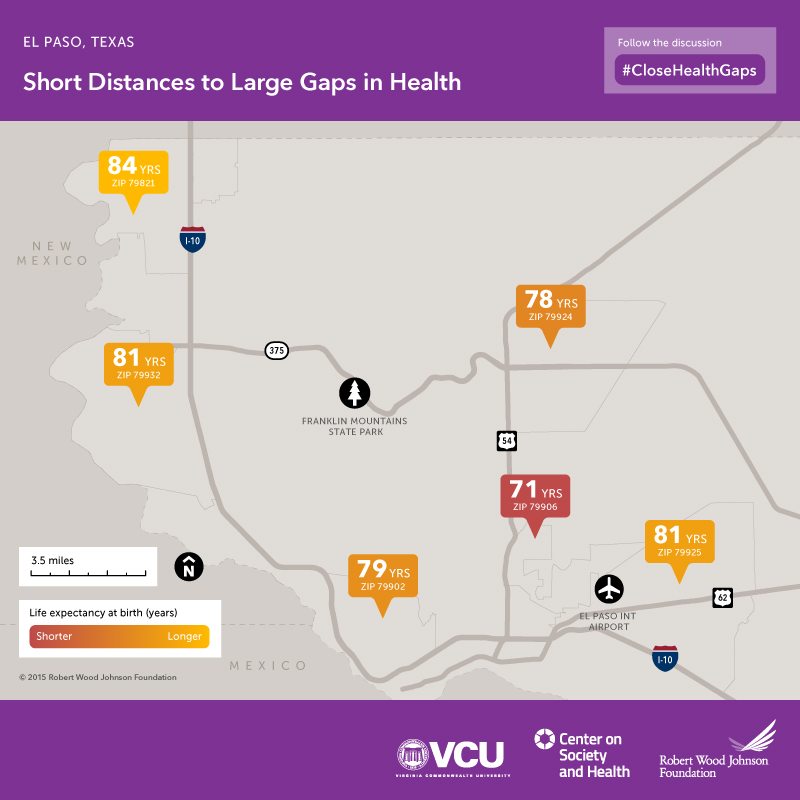 EL PASO, TEXAS
Short Distances to Large Gaps in Health
Follow the discussion
#CloseHealthGaps
84 YRS
ZIP 79821
I-10
NEW
MEXICO
78 YRS
ZIP 79924
81 YRS
ZIP 79932
375
FRANKLIN MOUNTAINS
STATE PARK
54
71 YRS
ZIP 79906
81 YRS
ZIP 79925
3.5 miles
N
79 YRS
ZIP 79902
62
EL PASO INT
AIRPORT
Life expectancy at birth (years)
Shorter Longer
I-10
MEXICO
© 2015 Robert Wood Johnson Foundation
VCU
VIRGINIA COMMONWEALTH UNIVERSITY
Center on
Society
and Health
Robert Wood Johnson
Foundation